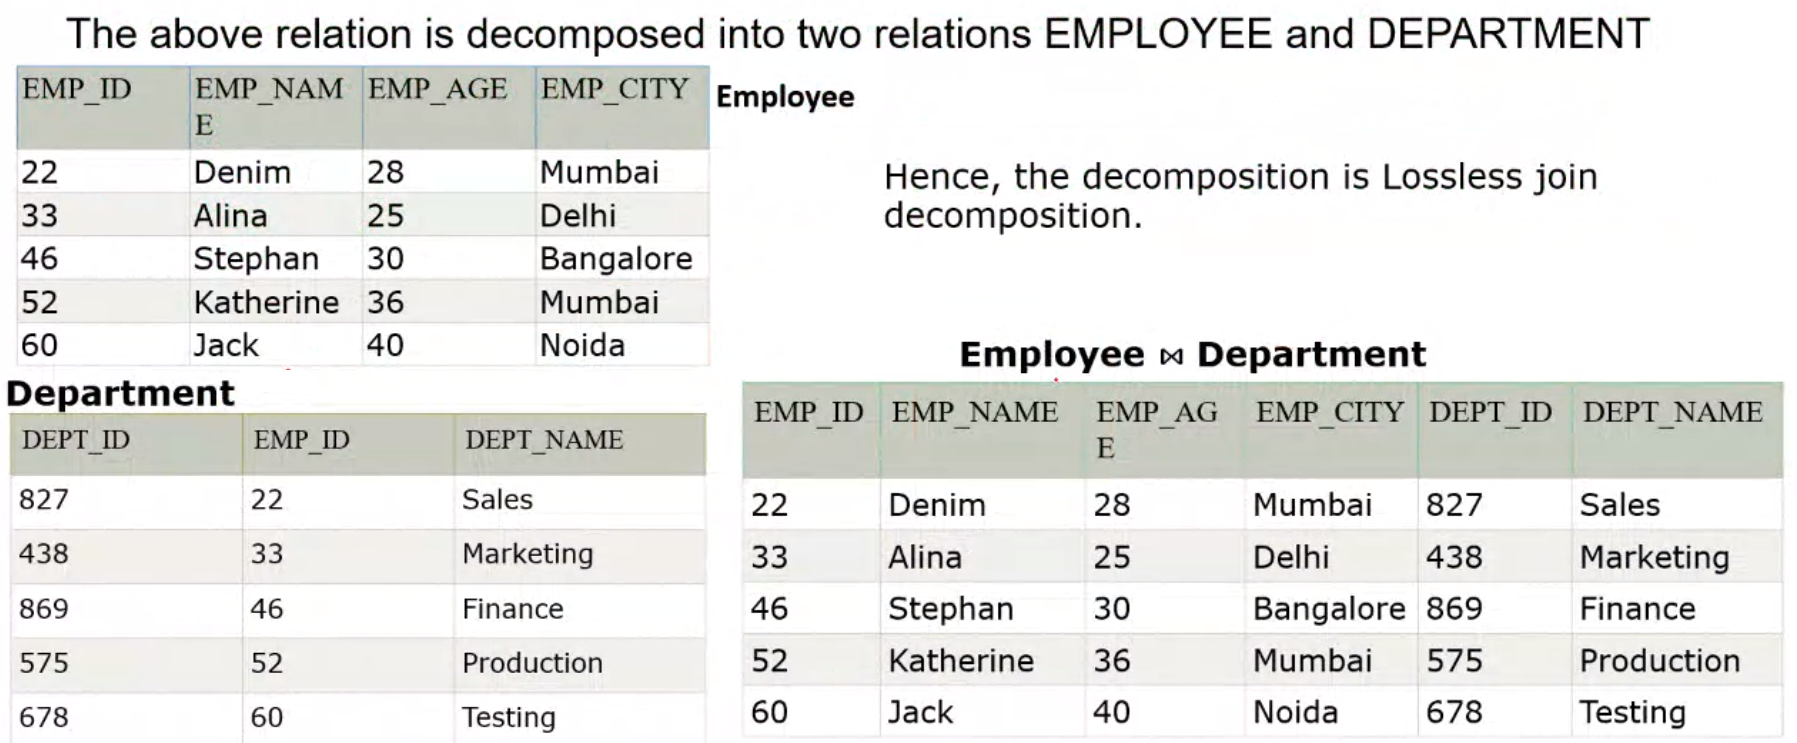 The above relation is decomposed into two relations EMPLOYEE and DEPARTMENT
EMP_ID EMP_NAM EMP_AGE EMP_CITY Employee
E
22 Denim 28 Mumbai
33 Alina 25 Delhi
46 Stephan 30 Bangalore
52 Katherine 36 Mumbai
60 Jack 40 Noida
Hence, the decomposition is Lossless join
decomposition.
Department
DEPT_ID EMP_ID DEPT_NAME
827 22 Sales
438 33 Marketing
869 46 Finance
575 52 Production
678 60 Testing
Employee ⋈ Department
EMP_ID EMP_NAME EMP_AG EMP_CITY DEPT_ID DEPT_NAME
E
22 Denim 28 Mumbai 827 Sales
33 Alina 25 Delhi 438 Marketing
46 Stephan 30 Bangalore 869 Finance
52 Katherine 36 Mumbai 575 Production
60 Jack 40 Noida 678 Testing